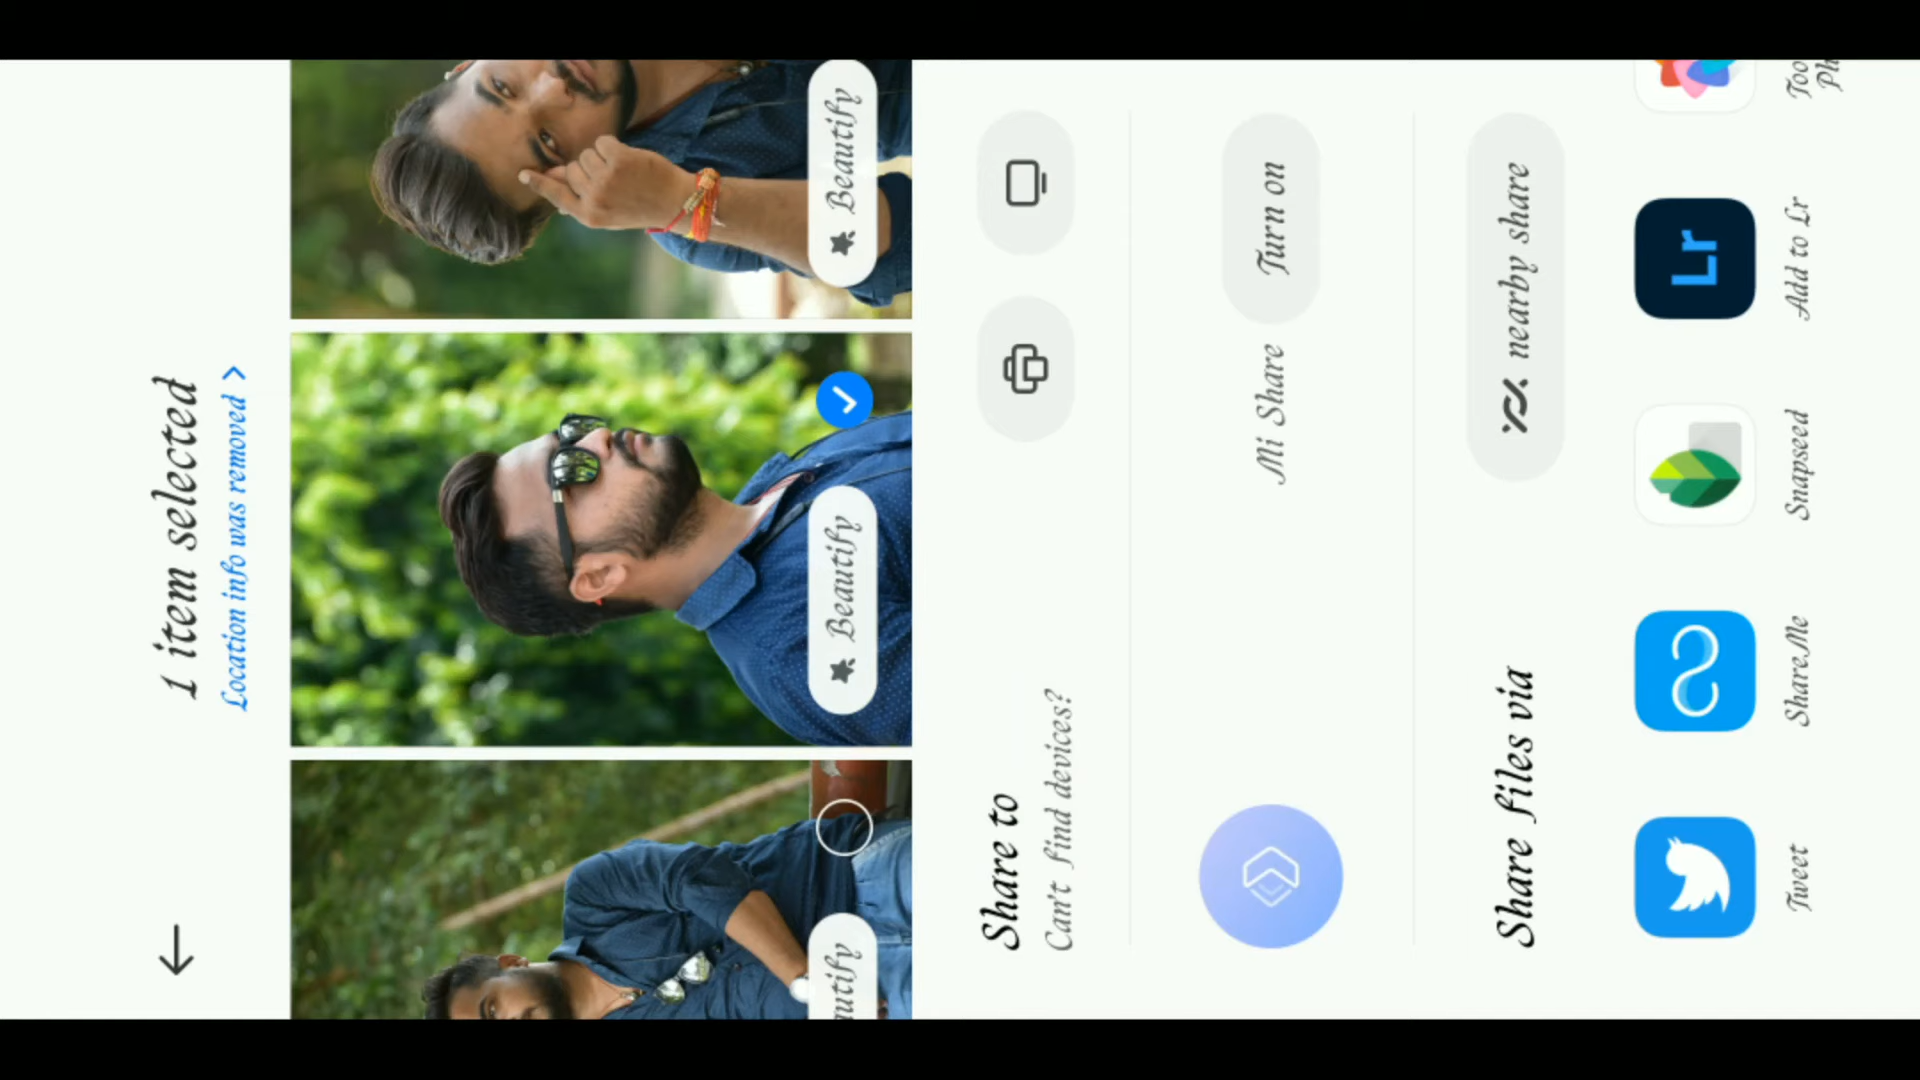 1 item selected
Location info was removed >
Beautify
Beautify
Share to
Can't find devices?
Mi Share
Turn on
Share files via
nearby share
Tweet
ShareMe
Snapseed
Lr
Add to Lr